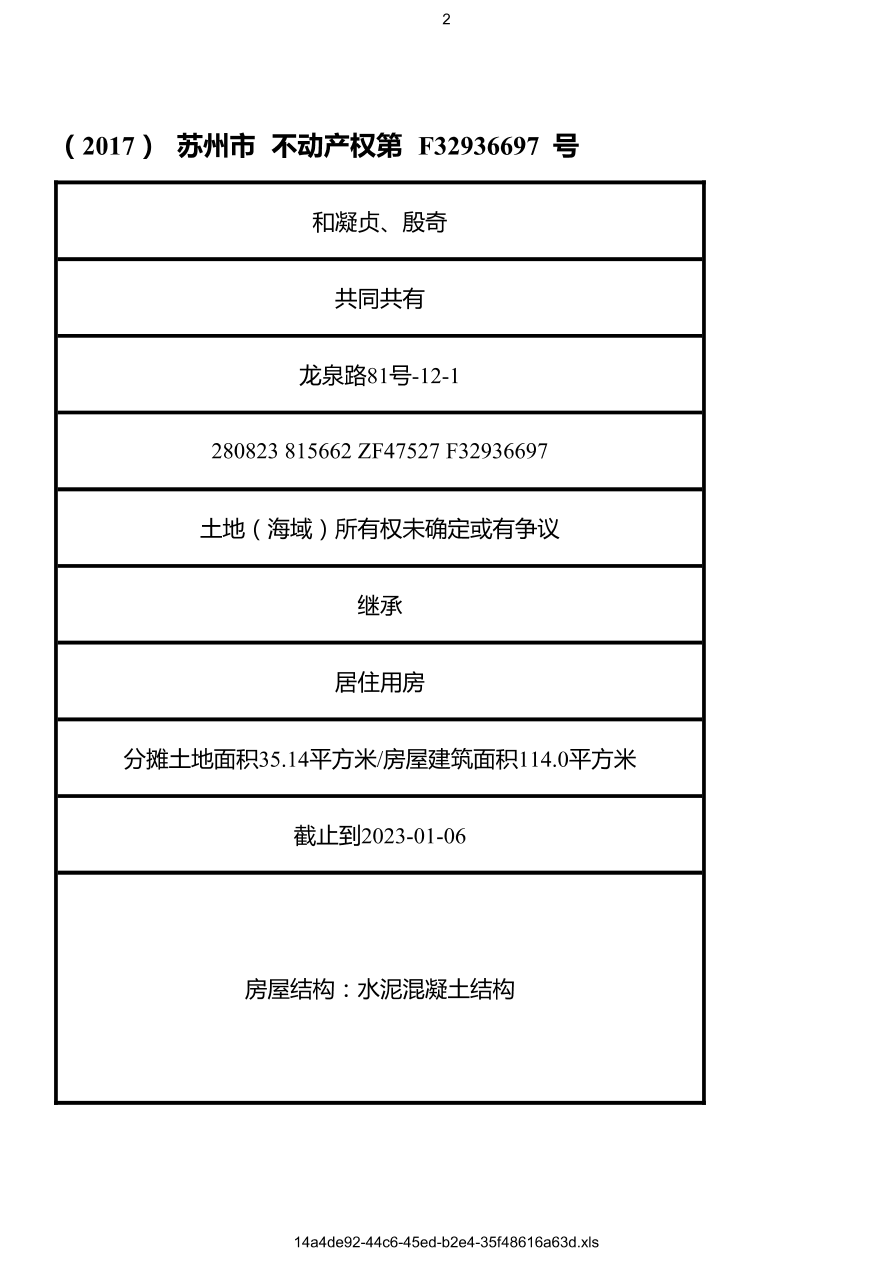 2
（2017） 苏州市 不动产权第 F32936697 号
和凝贞、殷奇
共同共有
龙泉路81号-12-1
280823 815662 ZF47527 F32936697
土地（海域）所有权未确定或有争议
继承
居住用房
分摊土地面积35.14平方米/房屋建筑面积114.0平方米
截止到2023-01-06
房屋结构：水泥混凝土结构
14a4de92-44c6-45ed-b2e4-35f48616a63d.xls